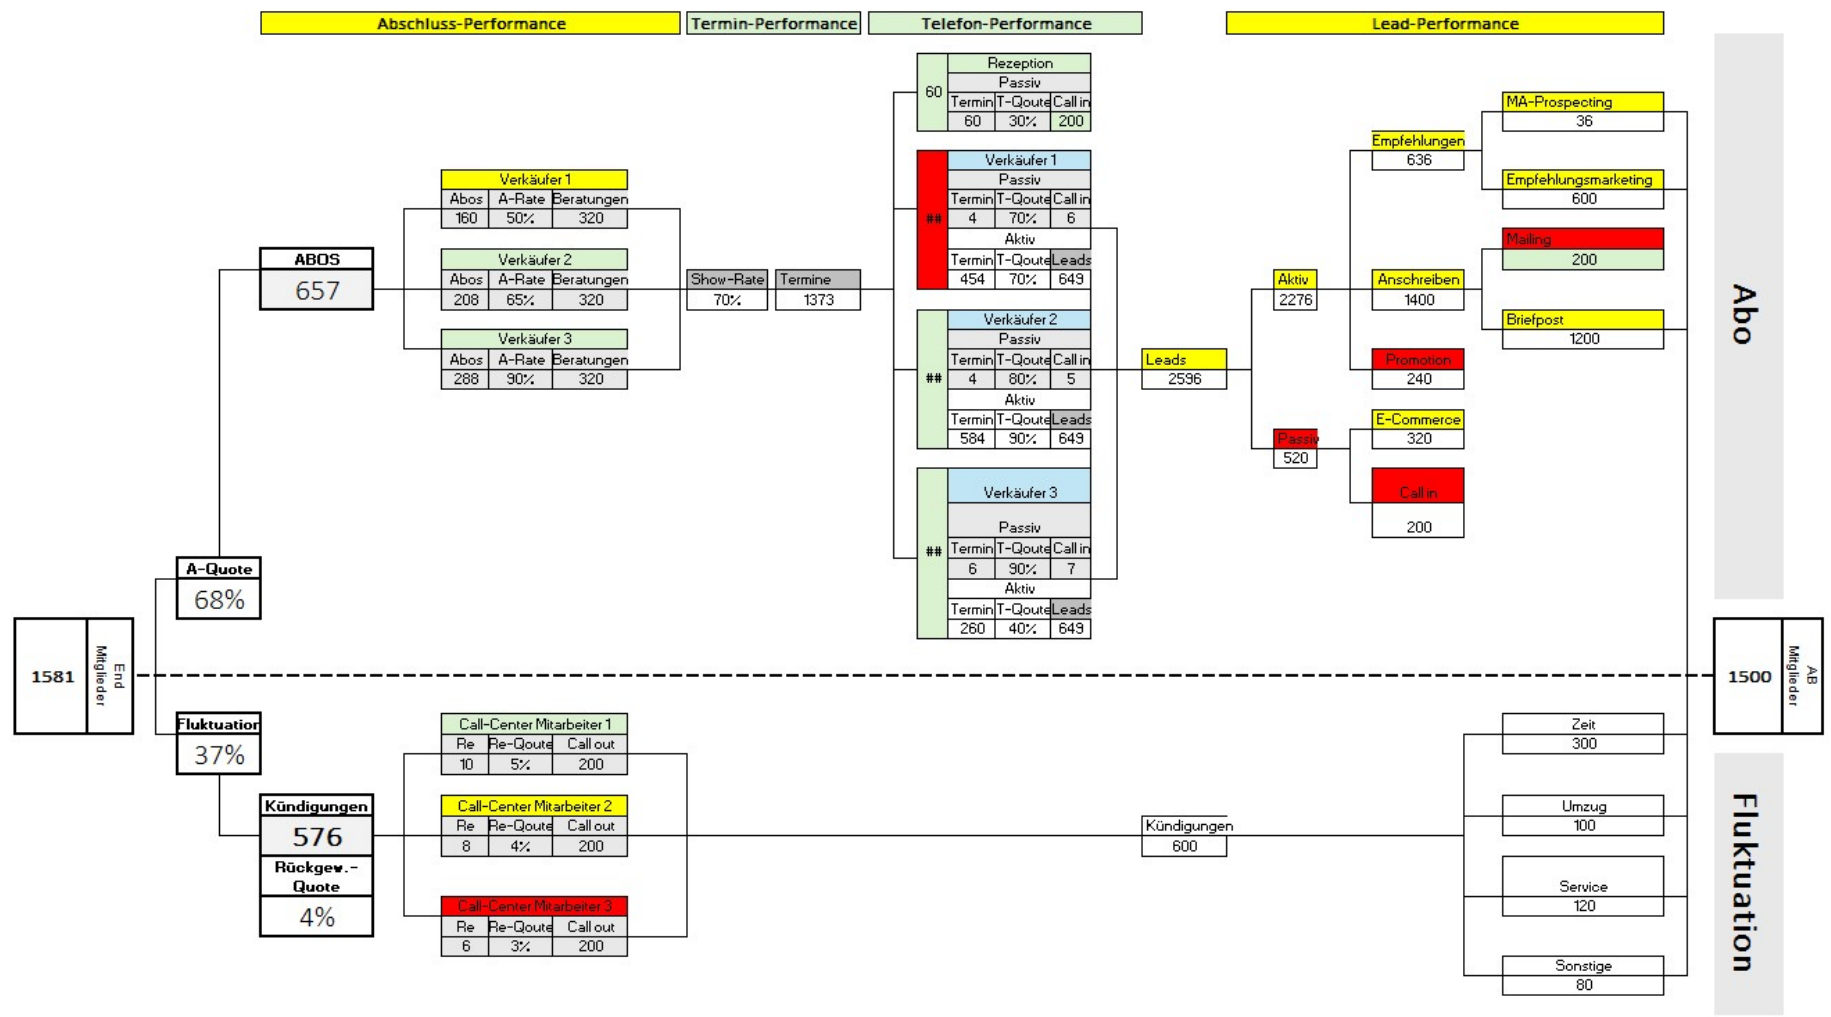 Abschluss-Performance
Termin-Performance
Telefon-Performance
Lead-Performance
Rezeption
Passiv
60
Termin T-Qoute Call in
60 30% 200
Verkäufer 1
Passiv
Termin T-Qoute Call in
##
4 70% 6
Aktiv
Termin T-Qoute Leads
454 70% 649
Verkäufer 2
Passiv
Termin T-Qoute Call in
##
4 80% 5
Aktiv
Termin T-Qoute Leads
584 90% 649
Verkäufer 3
Passiv
##
Termin T-Qoute Call in
6 90% 7
Aktiv
Termin T-Qoute Leads
260 40% 649
MA-Prospecting
36
Empfehlungen
636
Empfehlungsmarketing
600
Mailing
200
Aktiv
2276
Anschreiben
1400
Briefpost
1200
Promotion
240
Leads
2596
E-Commerce
320
Passiv
520
Call in
200
Verkäufer 1
Abos A-Rate Beratungen
160 50% 320
Verkäufer 2
Abos A-Rate Beratungen
208 65% 320
Verkäufer 3
Abos A-Rate Beratungen
288 90% 320
ABOS
657
Show-Rate
70%
Termine
1373
Abo
A-Quote
68%
1581
End
Mitglieder
1500
AB
Mitglieder
Fluktuation
37%
Call-Center Mitarbeiter 1
Re Re-Qoute Call out
10 5% 200
Kündigungen
576
Rückgew.-
Quote
4%
Call-Center Mitarbeiter 2
Re Re-Qoute Call out
8 4% 200
Call-Center Mitarbeiter 3
Re Re-Qoute Call out
6 3% 200
Kündigungen
600
Zeit
300
Umzug
100
Service
120
Sonstige
80
Fluktuation